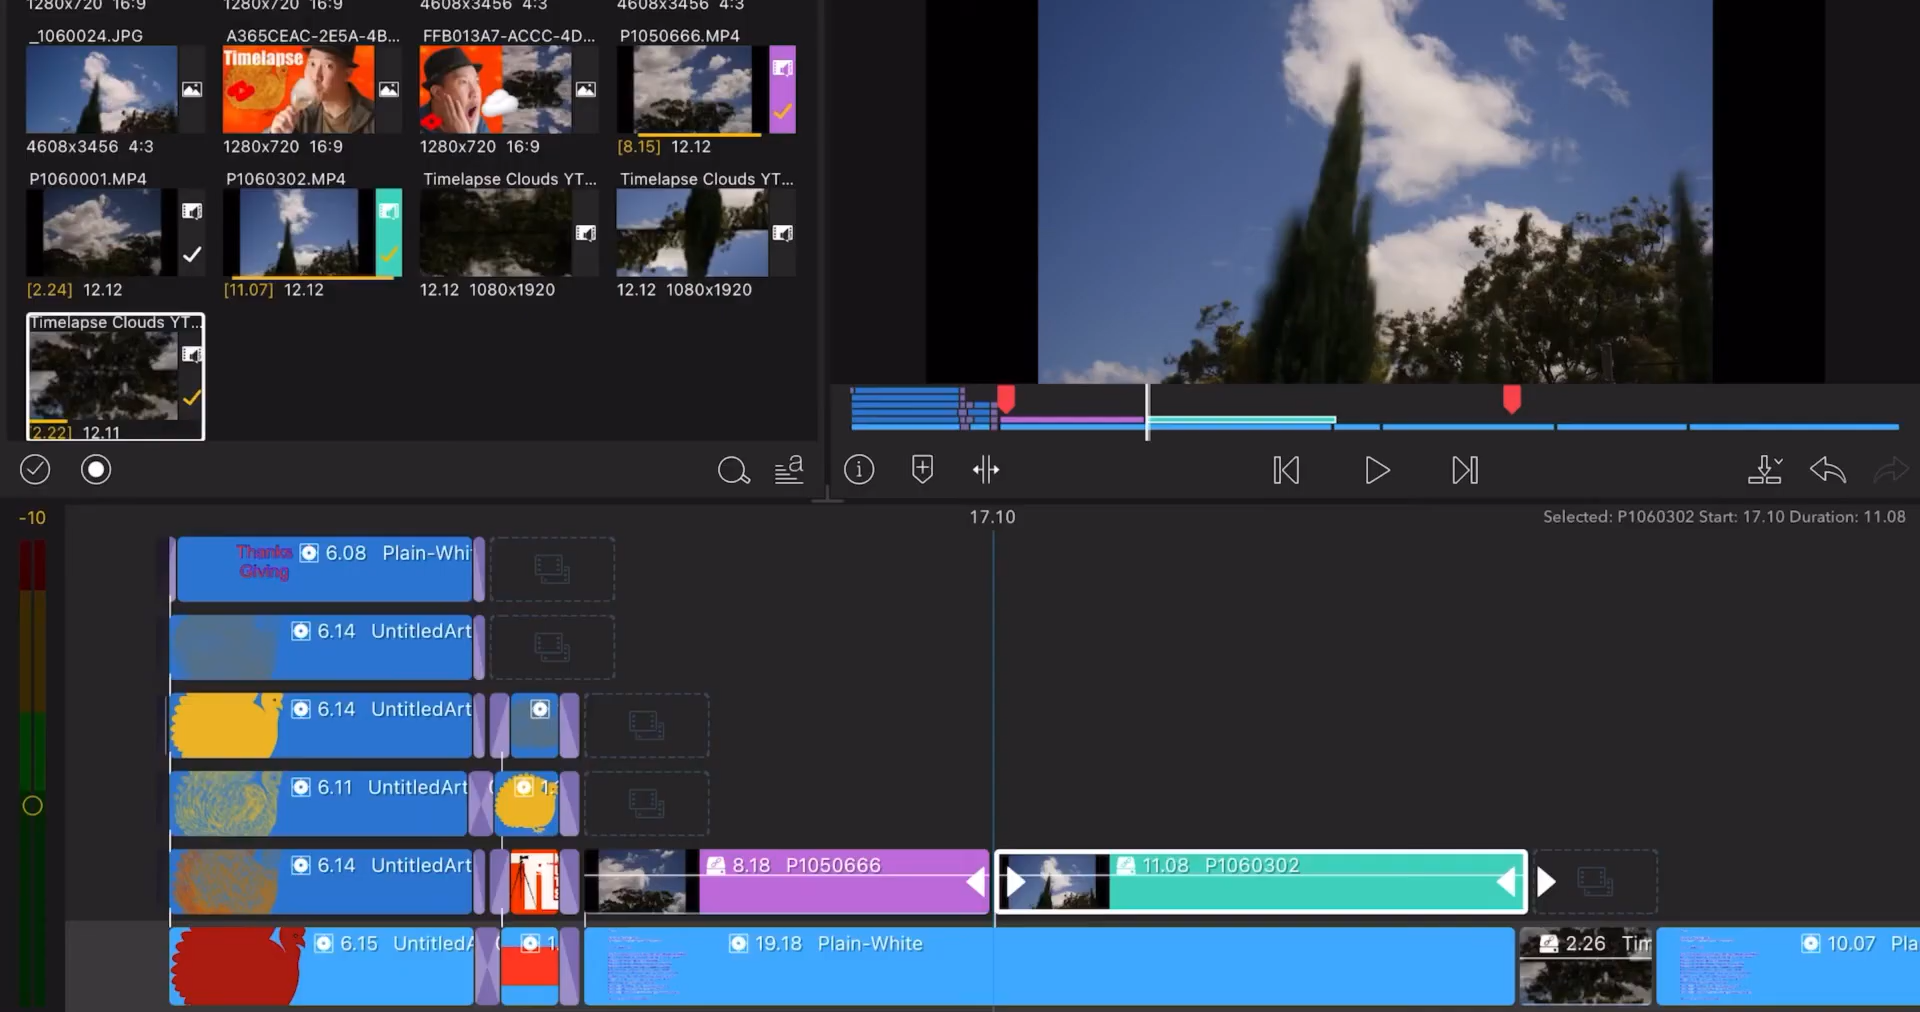 1280x720 16:9
1280x720 16:9
4608x3456 4:3
4608x3456 4:3
_1060024.JPG
A365CEAC-2E5A-4B...
FFB013A7-ACCC-4D...
P1050666.MP4
Timelapse
4608x3456 4:3
1280x720 16:9
1280x720 16:9
[8.15] 12.12
P1060001.MP4
P1060302.MP4
Timelapse Clouds YT...
Timelapse Clouds YT...
[2.24] 12.12
[11.07] 12.12
12.12 1080x1920
12.12 1080x1920
Timelapse Clouds YT...
[2.22] 12.11
-10
17.10
Selected: P1060302 Start: 17.10 Duration: 11.08
Thanks
Giving
6.08 Plain-Whi
6.14 UntitledArt
6.14 UntitledArt
6.11 UntitledArt
1.
6.14 UntitledArt
8.18 P1050666
11.08 P1060302
6.15 UntitledA
1.
19.18 Plain-White
2.26 Tim
10.07 Pla